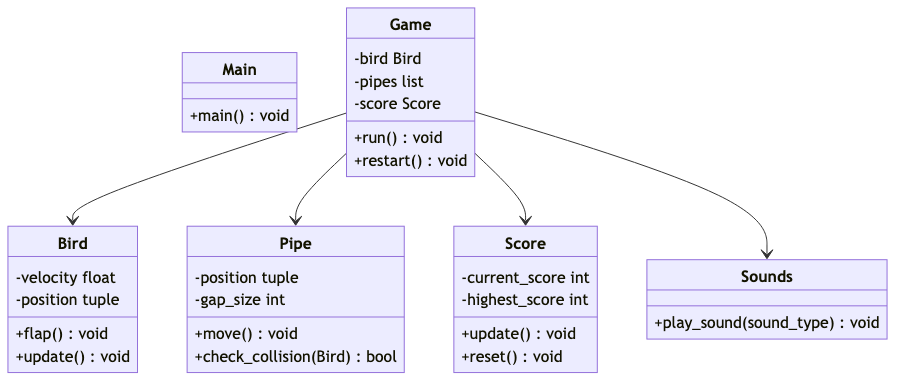 Game
-bird Bird
-pipes list
-score Score
+run() : void
+restart() : void
Main
+main() : void
Bird
-velocity float
-position tuple
+flap() : void
+update() : void
Pipe
-position tuple
-gap_size int
+move() : void
+check_collision(Bird) : bool
Score
-current_score int
-highest_score int
+update() : void
+reset() : void
Sounds
+play_sound(sound_type) : void